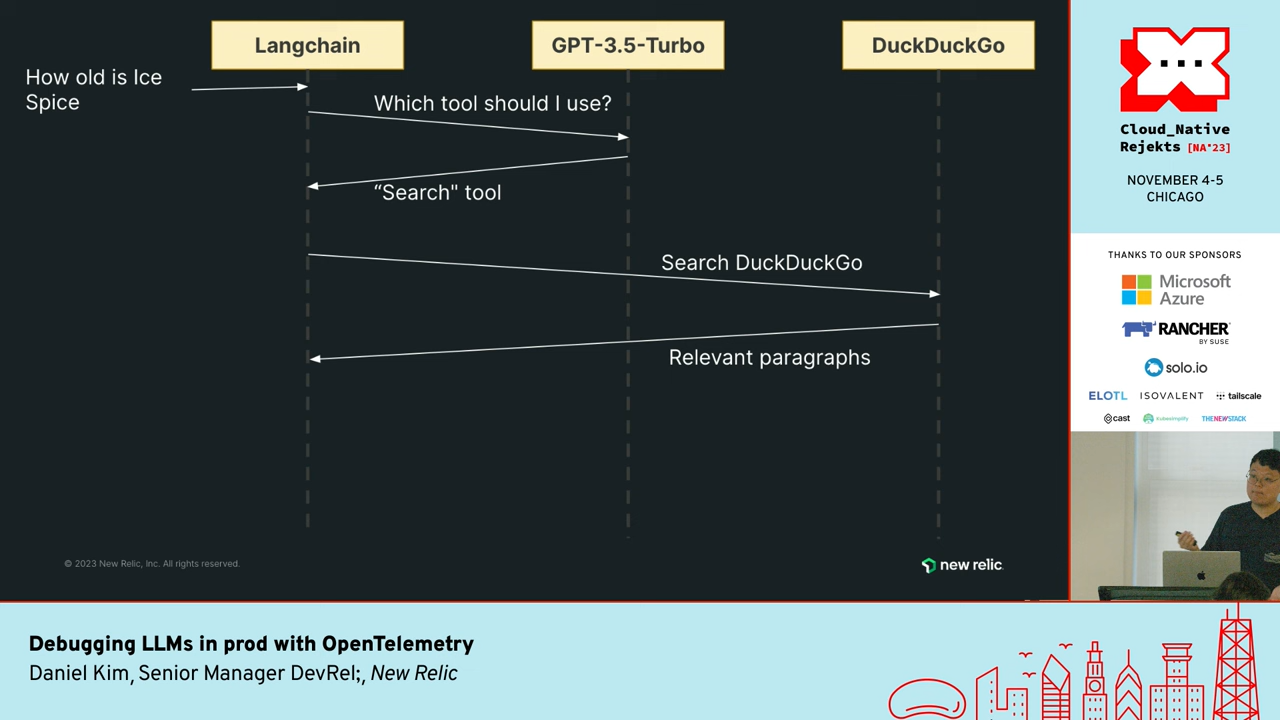 Langchain
GPT-3.5-Turbo
DuckDuckGo
How old is Ice
Spice
Which tool should I use?
“Search" tool
Search DuckDuckGo
Relevant paragraphs
© 2023 New Relic, Inc. All rights reserved.
new relic
Cloud_Native
Rejekts [NA'23]
NOVEMBER 4-5
CHICAGO
THANKS TO OUR SPONSORS
Microsoft
Azure
RANCHER
BY SUSE
solo.io
ELOTL ISOVALENT tailscale
cast kubesimplify THENEWSTACK
Debugging LLMs in prod with OpenTelemetry
Daniel Kim, Senior Manager DevRel;, New Relic